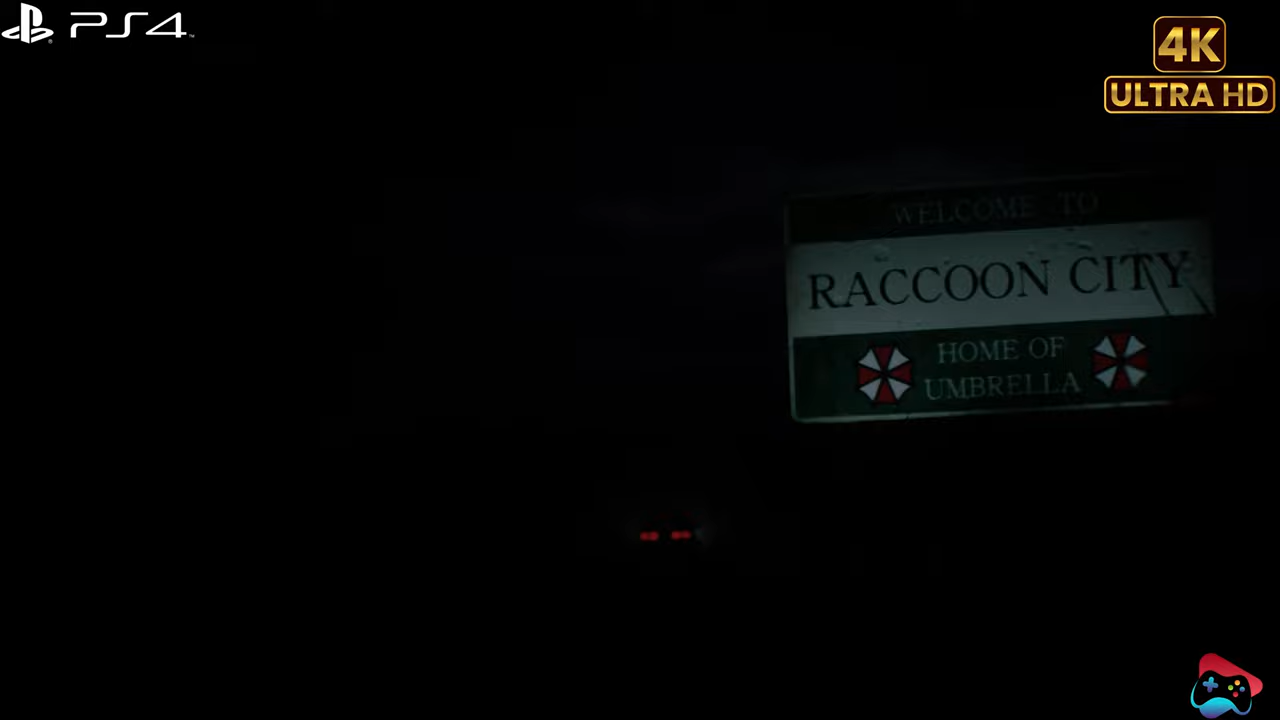 PS4
4K
ULTRA HD
WELCOME TO
RACCOON CITY
HOME OF
UMBRELLA